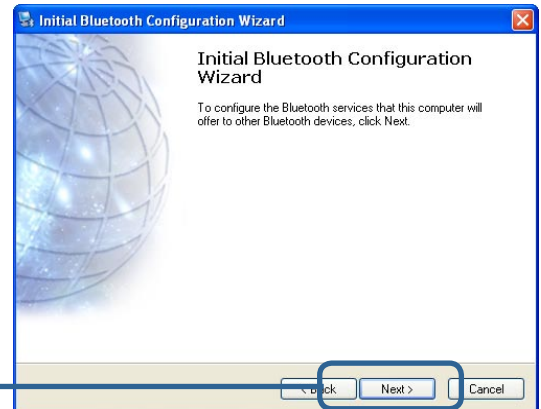 Initial Bluetooth Configuration Wizard
Initial Bluetooth Configuration
Wizard
To configure the Bluetooth services that this computer will
offer to other Bluetooth devices, click Next.
Next >
Cancel